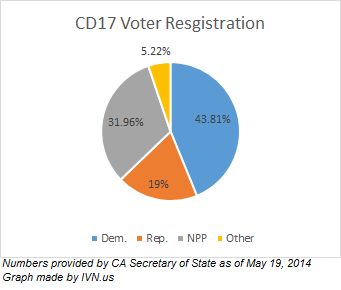 CD17 Voter Resgistration
5.22%
43.81%
31.96%
19%
Dem. Rep. NPP Other
Numbers provided by CA Secretary of State as of May 19, 2014
Graph made by IVN.us